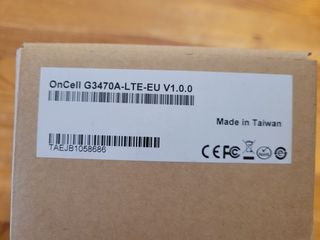 OnCell G3470A-LTE-EU V1.0.0
Made in Taiwan
TAEJB1058686